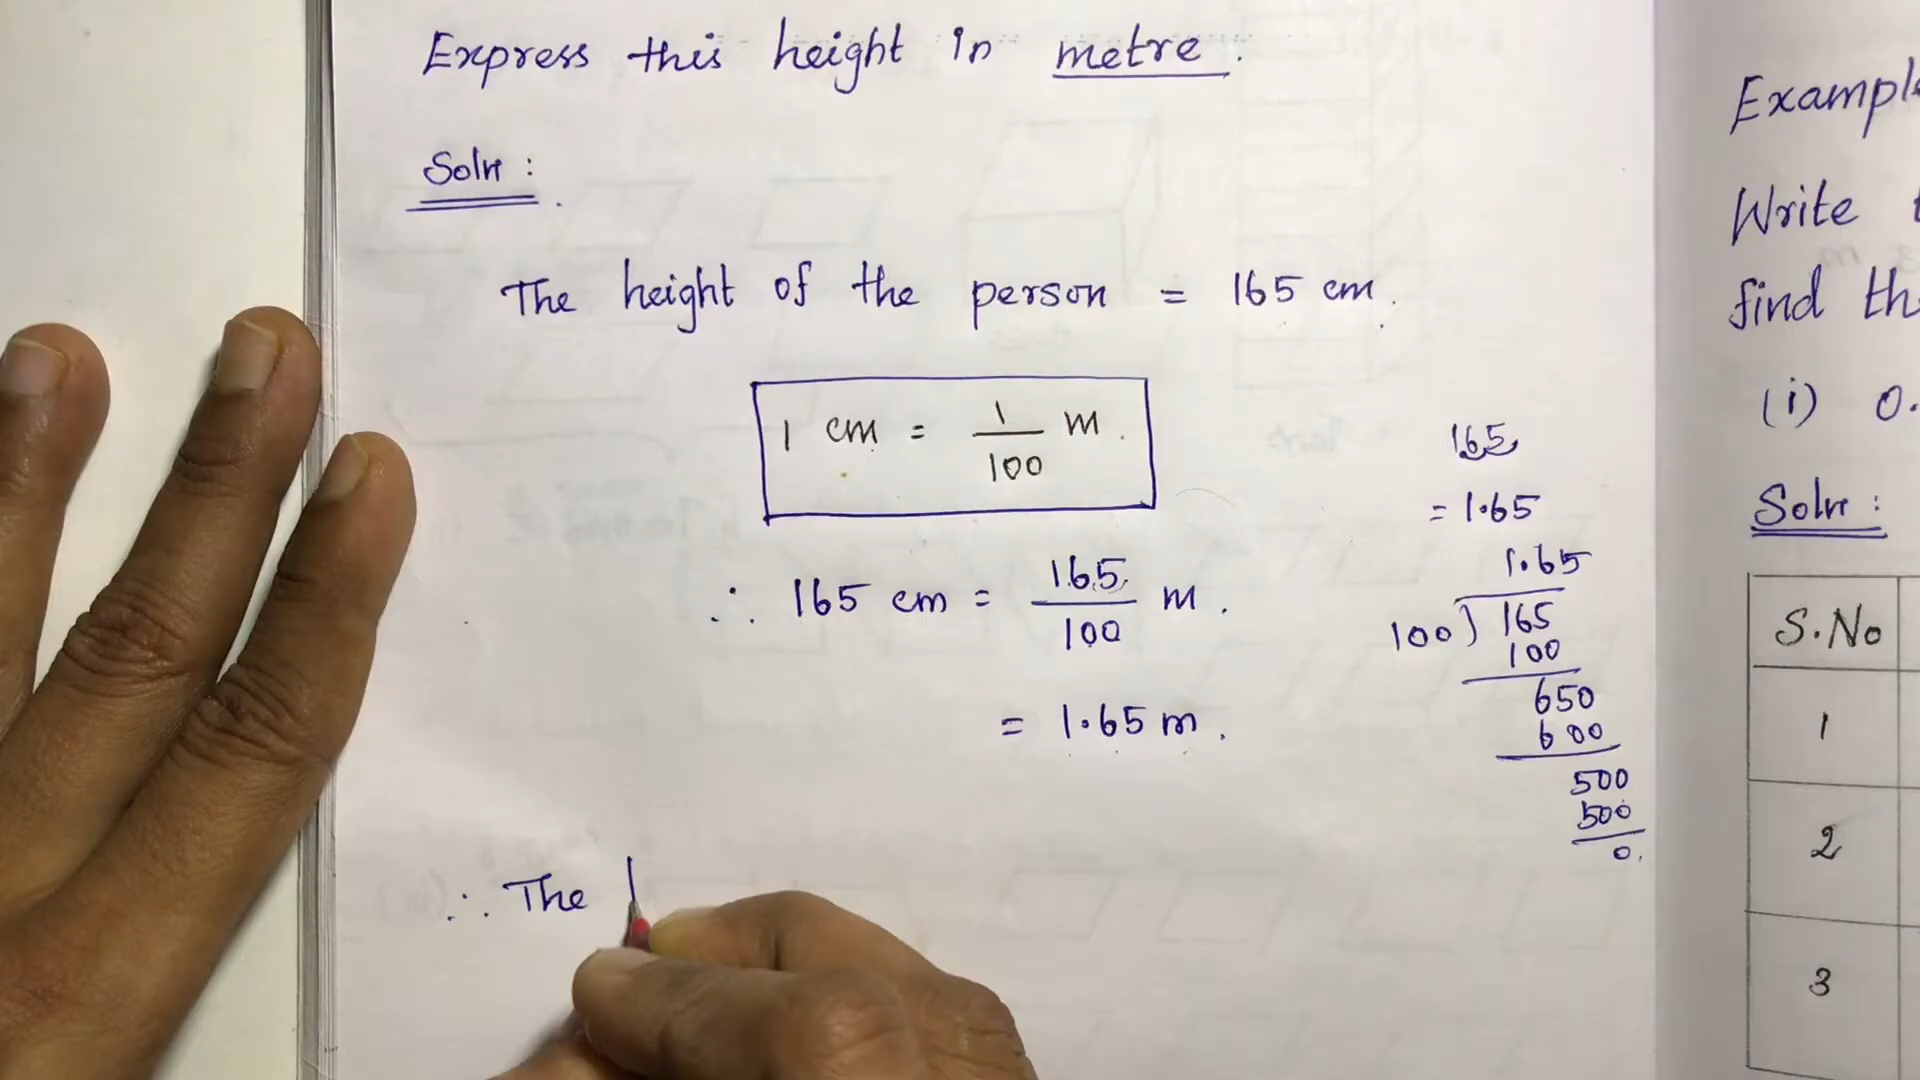 Express this height in metre.
Soln :
The height of the person = 165 cm.
1 cm = 1/100 m.
∴ 165 cm = 165/100 m.
= 1.65 m.
∴ The
165
= 1.65
1.65
100 ) 165
100
650
600
500
500
0.
Write
find
(i) 0.
Soln :
S.No
1
2
3